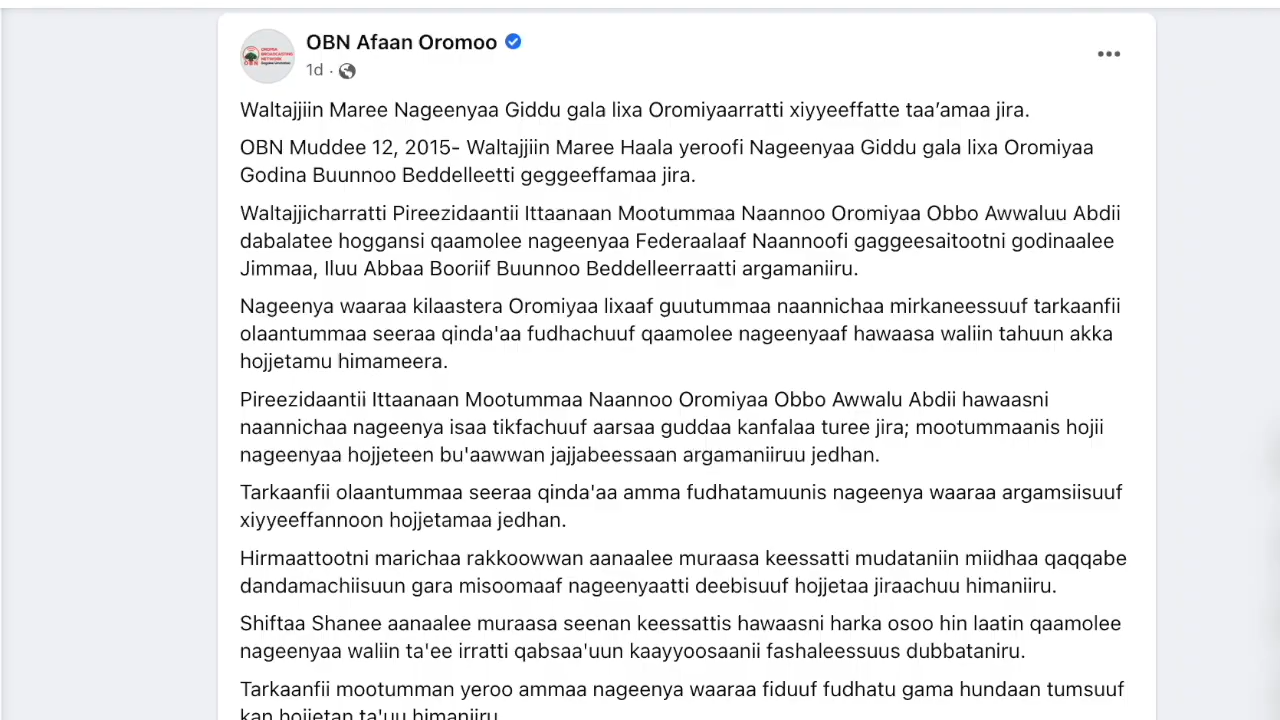 OBN Afaan Oromoo
1d ·
Waltajjiin Maree Nageenyaa Giddu gala lixa Oromiyaarratti xiyyeeffatte taa’amaa jira.
OBN Muddee 12, 2015- Waltajjiin Maree Haala yeroofi Nageenyaa Giddu gala lixa Oromiyaa
Godina Buunnoo Beddelleetti geggeeffamaa jira.
Waltajjicharratti Pireezidaantii Ittaanaan Mootummaa Naannoo Oromiyaa Obbo Awwaluu Abdii
dabalatee hoggansi qaamolee nageenyaa Federaalaaf Naannoofi gaggeesaitootni godinaalee
Jimmaa, Iluu Abbaa Booriif Buunnoo Beddelleerraatti argamaniiru.
Nageenya waaraa kilaastera Oromiyaa lixaaf guutummaa naannichaa mirkaneessuuf tarkaanfii
olaantummaa seeraa qinda'aa fudhachuuf qaamolee nageenyaaf hawaasa waliin tahuun akka
hojjetamu himameera.
Pireezidaantii Ittaanaan Mootummaa Naannoo Oromiyaa Obbo Awwalu Abdii hawaasni
naannichaa nageenya isaa tikfachuuf aarsaa guddaa kanfalaa turee jira; mootummaanis hojii
nageenyaa hojjeteen bu'aawwan jajjabeessaan argamaniiruu jedhan.
Tarkaanfii olaantummaa seeraa qinda'aa amma fudhatamuunis nageenya waaraa argamsiisuuf
xiyyeeffannoon hojjetamaa jedhan.
Hirmaattootni marichaa rakkoowwan aanaalee muraasa keessatti mudataniin miidhaa qaqqabe
dandamachiisuun gara misoomaaf nageenyaatti deebisuuf hojjetaa jiraachuu himaniiru.
Shiftaa Shanee aanaalee muraasa seenan keessattis hawaasni harka osoo hin laatin qaamolee
nageenyaa waliin ta'ee irratti qabsaa'uun kaayyoosaanii fashaleessuus dubbataniru.
Tarkaanfii mootumman yeroo ammaa nageenya waaraa fiduuf fudhatu gama hundaan tumsuuf
kan hojjetan ta'uu himaniiru